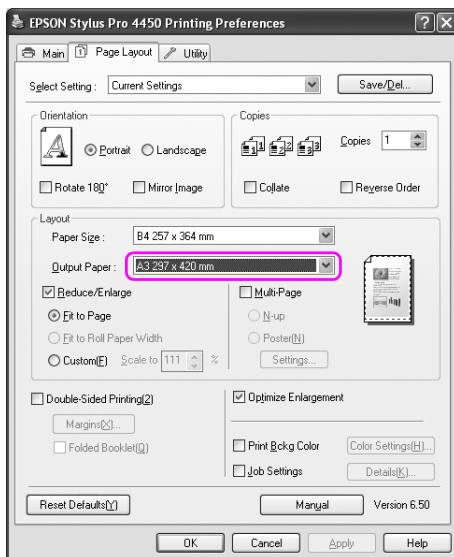 EPSON Stylus Pro 4450 Printing Preferences
Main Page Layout Utility
Select Setting : Current Settings Save/Del...
Orientation Copies
Portrait Landscape Copies 1
Rotate 180° Mirror Image Collate Reverse Order
Layout
Paper Size : B4 257 x 364 mm
Output Paper : A3 297 x 420 mm
Reduce/Enlarge Multi-Page
Fit to Page N-up
Fit to Roll Paper Width Poster(N)
Custom(F) Scale to 111 % Settings...
Double-Sided Printing(2) Optimize Enlargement
Margins(X)...
Folded Booklet(Q) Print Bckg Color Color Settings(H)...
Job Settings Details(K)...
Reset Defaults(Y) Manual Version 6.50
OK Cancel Apply Help